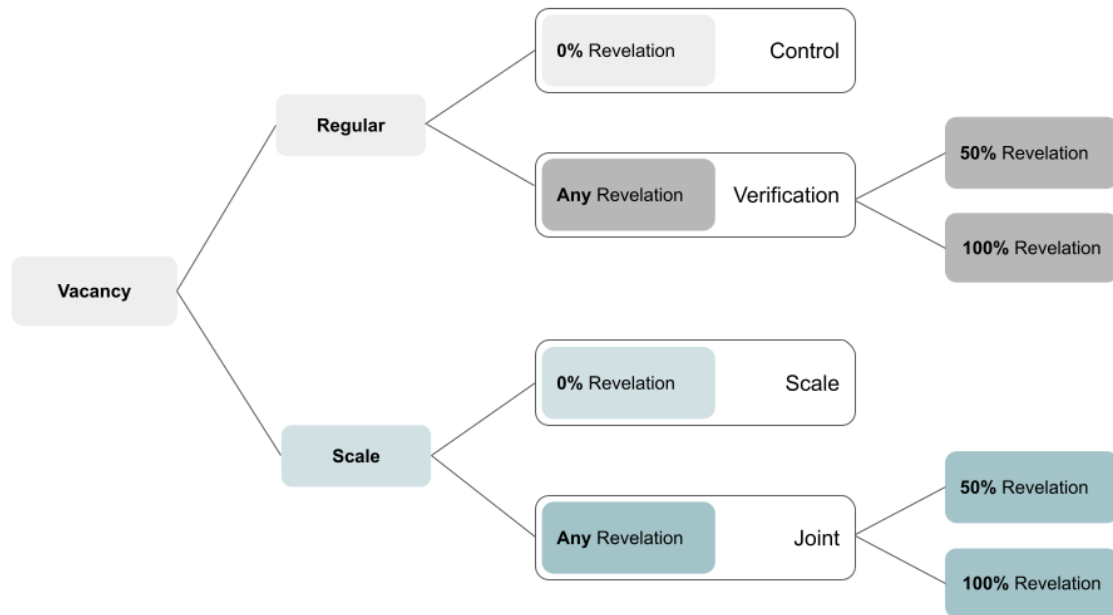 Vacancy
Regular
0% Revelation Control
Any Revelation Verification
50% Revelation
100% Revelation
Scale
0% Revelation Scale
Any Revelation Joint
50% Revelation
100% Revelation